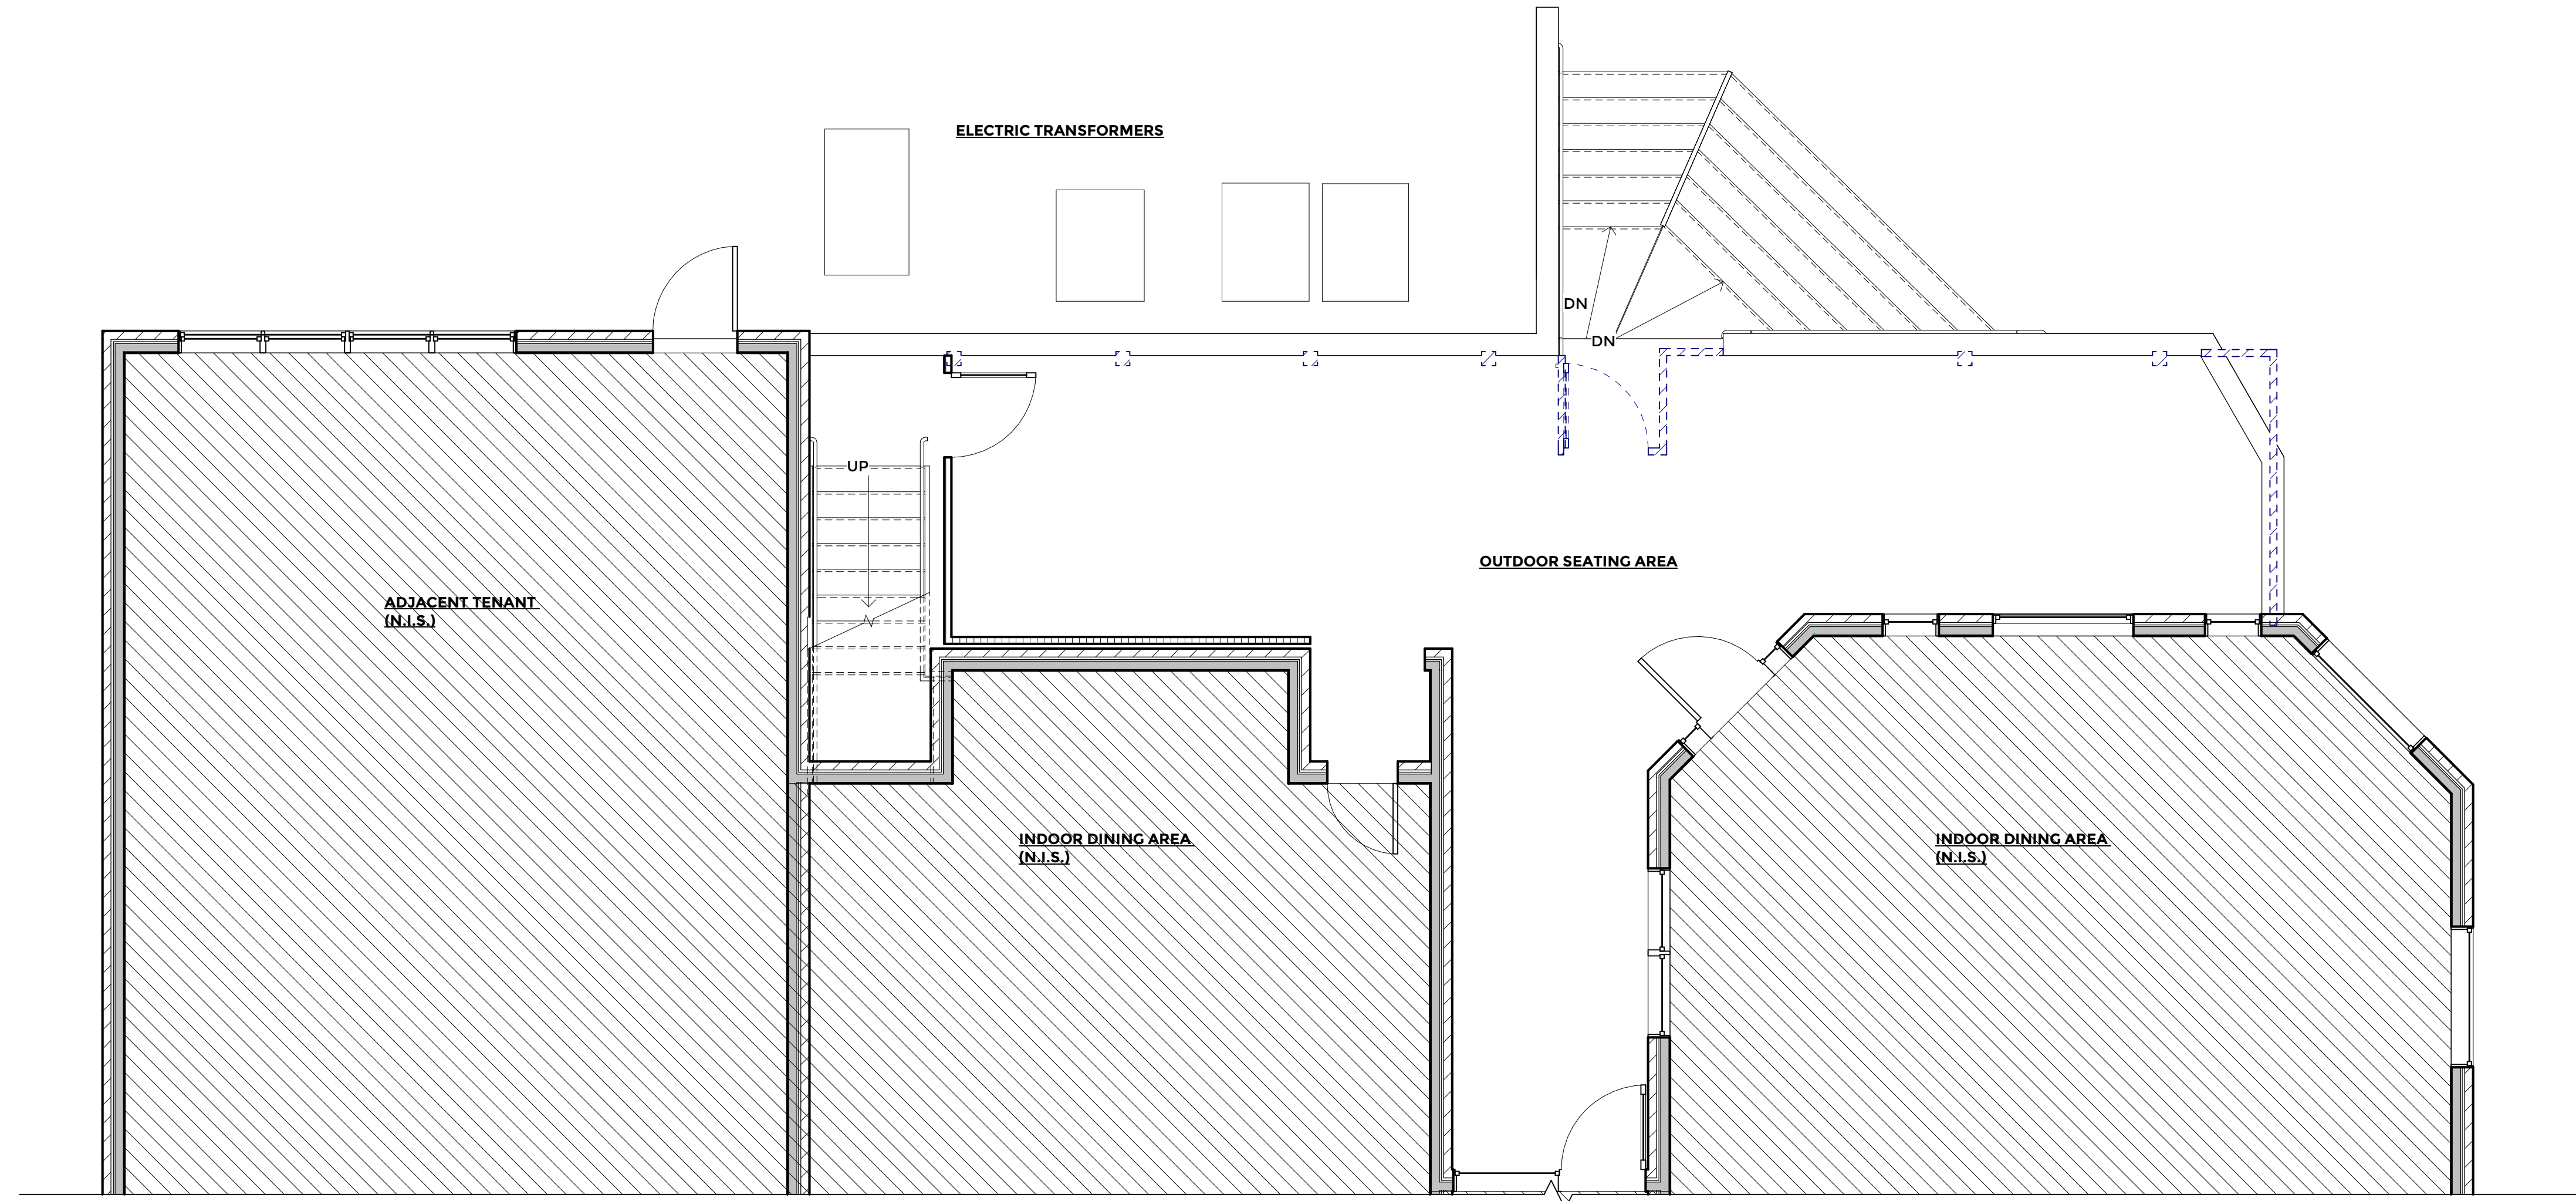 ELECTRIC TRANSFORMERS
DN
DN
UP
OUTDOOR SEATING AREA
ADJACENT TENANT
(N.I.S.)
INDOOR DINING AREA
(N.I.S.)
INDOOR DINING AREA
(N.I.S.)